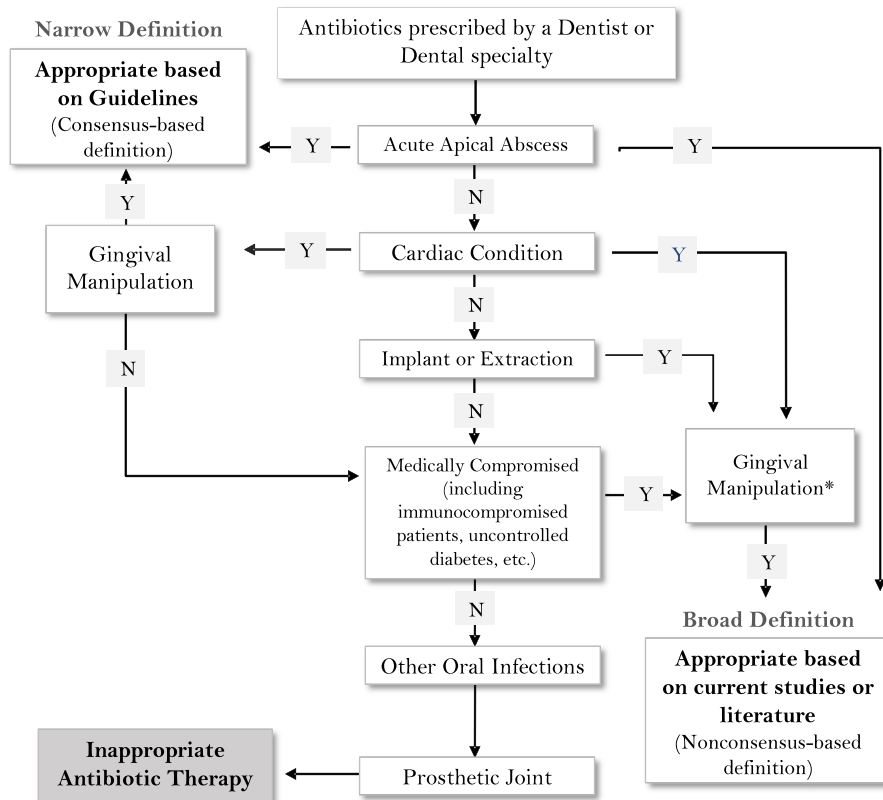 Narrow Definition
Antibiotics prescribed by a Dentist or
Dental specialty
Appropriate based
on Guidelines
(Consensus-based
definition)
Y
Acute Apical Abscess
Y
Y
N
Gingival
Manipulation
Y
Cardiac Condition
Y
N
N
Implant or Extraction
Y
N
Medically Compromised
(including
immunocompromised
patients, uncontrolled
diabetes, etc.)
Y
Gingival
Manipulation*
Y
N
Broad Definition
Other Oral Infections
Appropriate based
on current studies or
literature
(Nonconsensus-based
definition)
Inappropriate
Antibiotic Therapy
Prosthetic Joint